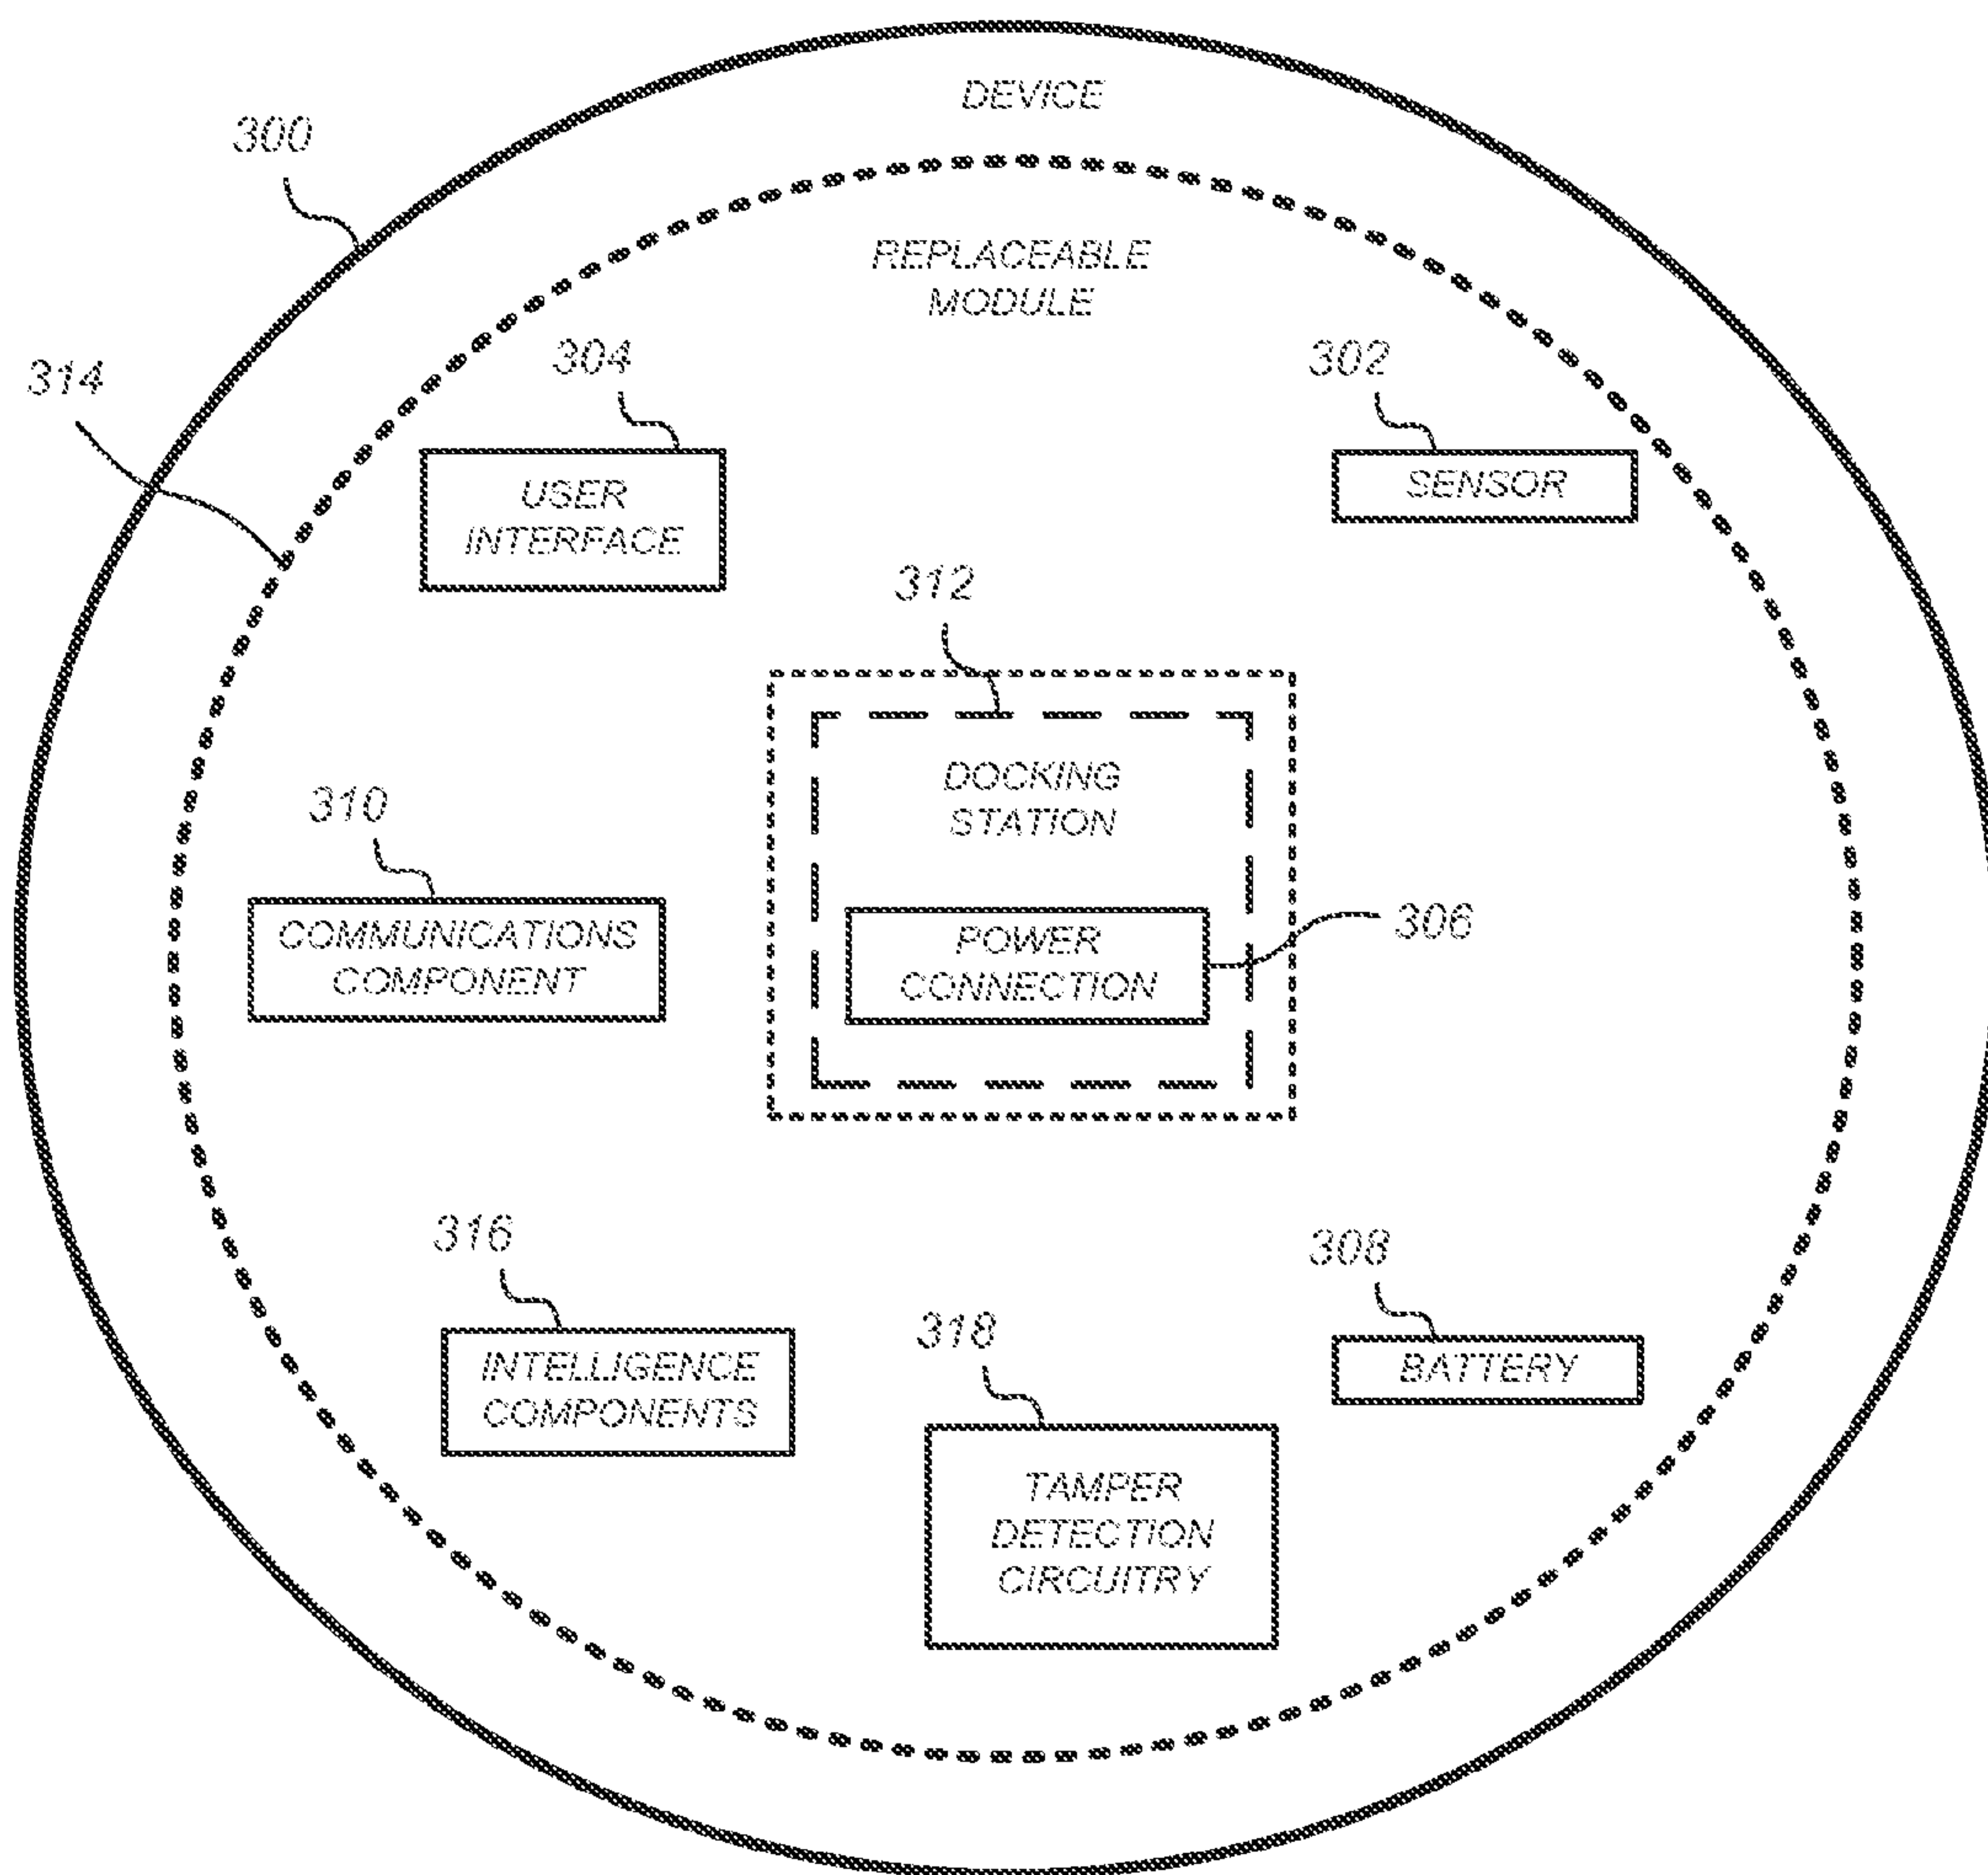 DEVICE
300
REPLACEABLE
MODULE
314
304
302
USER
INTERFACE
SENSOR
312
DOCKING
STATION
310
COMMUNICATIONS
COMPONENT
POWER
CONNECTION
306
316
INTELLIGENCE
COMPONENTS
318
308
BATTERY
TAMPER
DETECTION
CIRCUITRY